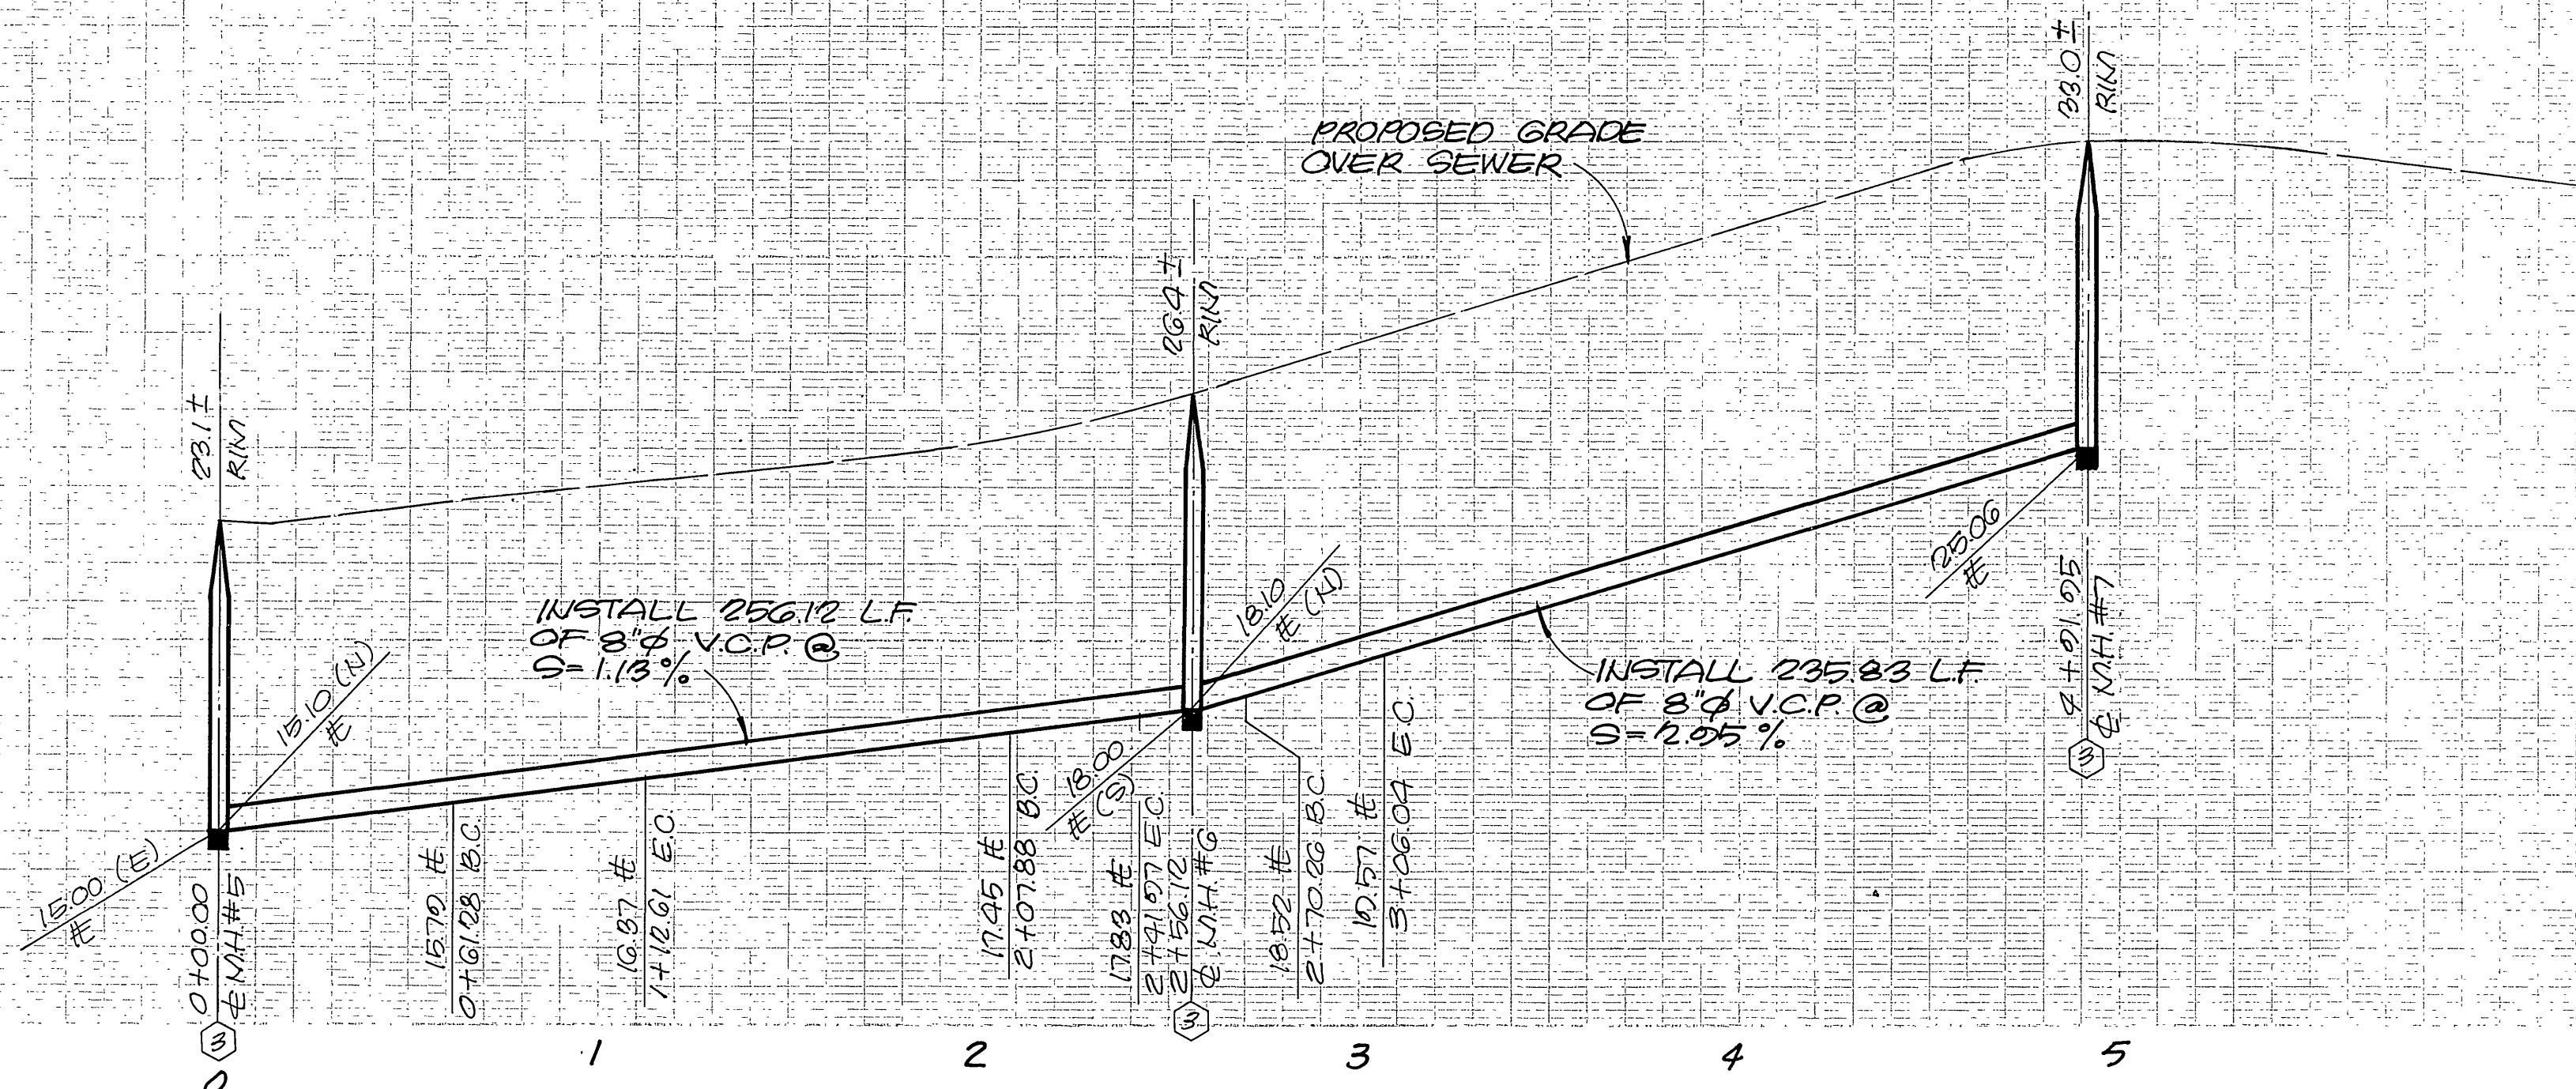 PROPOSED GRADE
OVER SEWER
23.1 ±
RIM
26.4 ±
RIM
33.0 ±
RIM
INSTALL 256.12 L.F.
OF 8"⌀ V.C.P. @
S= 1.13 %
INSTALL 235.83 L.F.
OF 8"⌀ V.C.P. @
S= 2.95 %
15.00 (E)
15.10 (N)
18.00
(S)
18.10
(N)
25.06
0+00.00
M.H. #5
15.79
0+61.28 B.C.
16.37
1+12.61 E.C.
17.45
2+07.88 B.C
17.83
2+41.97 E.C.
2+56.12
M.H. #6
18.52
2+70.26 B.C
19.57
3+06.04 E.C.
4+91.95
M.H. #7
3
3
3
0
1
2
3
4
5